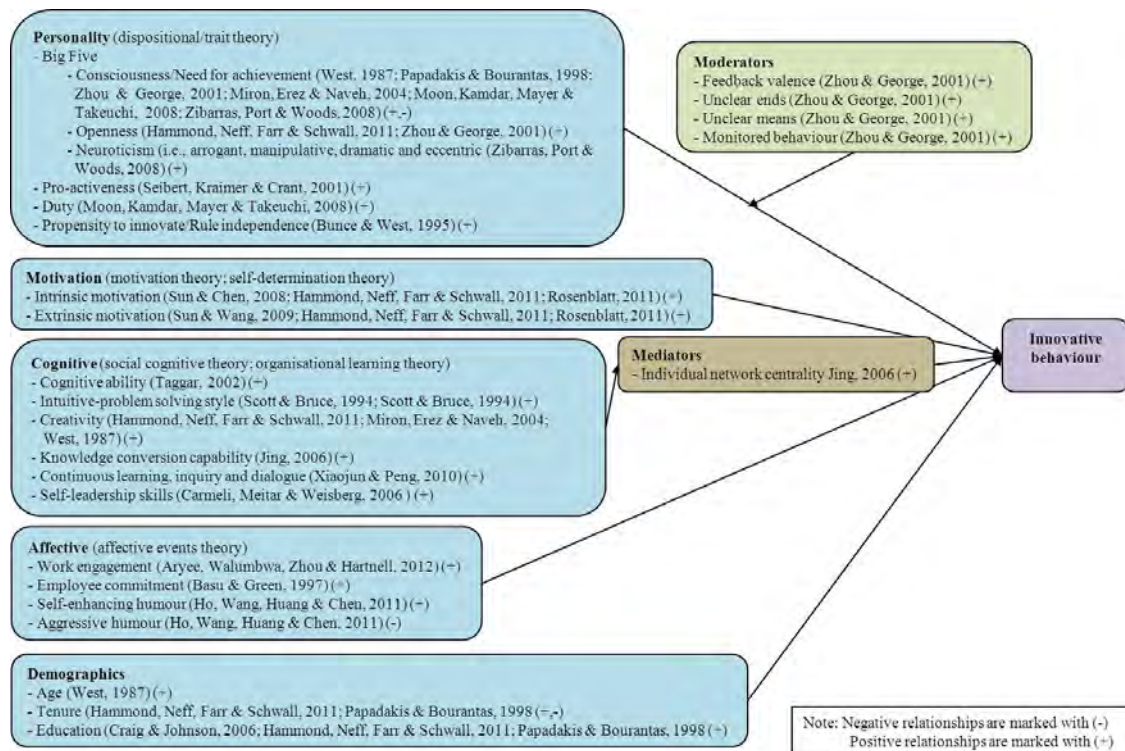 Personality (dispositional/trait theory)
- Big Five
- Consciousness/Need for achievement (West, 1987; Papadakis & Bourantas, 1998;
Zhou & George, 2001; Miron, Erez & Naveh, 2004; Moon, Kamdar, Mayer &
Takeuchi, 2008; Zibarras, Port & Woods, 2008) (+,-)
- Openness (Hammond, Neff, Farr & Schwall, 2011; Zhou & George, 2001) (+)
- Neuroticism (i.e., arrogant, manipulative, dramatic and eccentric (Zibarras, Port &
Woods, 2008) (+)
- Pro-activeness (Seibert, Kraimer & Crant, 2001) (+)
- Duty (Moon, Kamdar, Mayer & Takeuchi, 2008) (+)
- Propensity to innovate/Rule independence (Bunce & West, 1995) (+)
Moderators
- Feedback valence (Zhou & George, 2001) (+)
- Unclear ends (Zhou & George, 2001) (+)
- Unclear means (Zhou & George, 2001) (+)
- Monitored behaviour (Zhou & George, 2001) (+)
Motivation (motivation theory; self-determination theory)
- Intrinsic motivation (Sun & Chen, 2008; Hammond, Neff, Farr & Schwall, 2011; Rosenblatt, 2011) (+)
- Extrinsic motivation (Sun & Wang, 2009; Hammond, Neff, Farr & Schwall, 2011; Rosenblatt, 2011) (+)
Cognitive (social cognitive theory; organisational learning theory)
- Cognitive ability (Taggar, 2002) (+)
- Intuitive-problem solving style (Scott & Bruce, 1994; Scott & Bruce, 1994) (+)
- Creativity (Hammond, Neff, Farr & Schwall, 2011; Miron, Erez & Naveh, 2004;
West, 1987) (+)
- Knowledge conversion capability (Jing, 2006) (+)
- Continuous learning, inquiry and dialogue (Xiaojun & Peng, 2010) (+)
- Self-leadership skills (Carmeli, Meitar & Weisberg, 2006 ) (+)
Mediators
- Individual network centrality Jing, 2006 (+)
Innovative
behaviour
Affective (affective events theory)
- Work engagement (Aryee, Walumbwa, Zhou & Hartnell, 2012) (+)
- Employee commitment (Basu & Green, 1997) (+)
- Self-enhancing humour (Ho, Wang, Huang & Chen, 2011) (+)
- Aggressive humour (Ho, Wang, Huang & Chen, 2011) (-)
Demographics
- Age (West, 1987) (+)
- Tenure (Hammond, Neff, Farr & Schwall, 2011; Papadakis & Bourantas, 1998 (+,-)
- Education (Craig & Johnson, 2006; Hammond, Neff, Farr & Schwall, 2011; Papadakis & Bourantas, 1998 (+)
Note: Negative relationships are marked with (-)
Positive relationships are marked with (+)